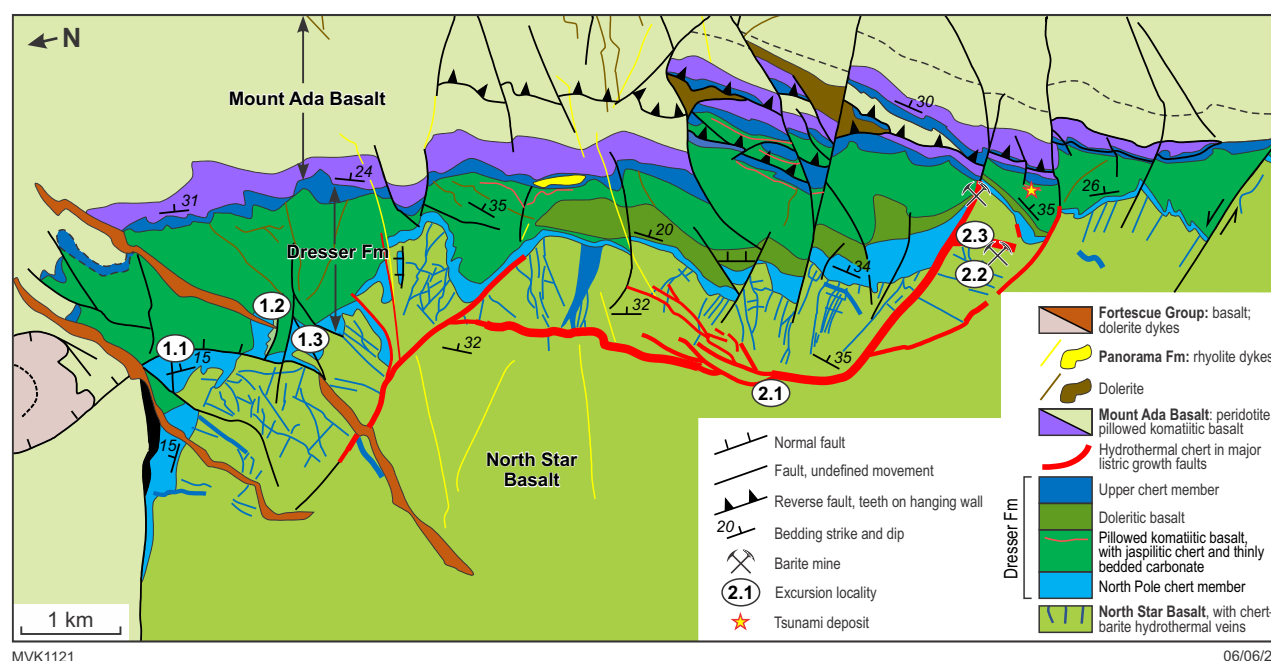 N
Mount Ada Basalt
30
24
31
35
26
35
Dresser Fm
20
2.3
34
2.2
1.2
32
1.3
1.1
15
32
35
2.1
15
North Star
Basalt
1 km
Normal fault
Fault, undefined movement
Reverse fault, teeth on hanging wall
20
Bedding strike and dip
Barite mine
2.1
Excursion locality
Tsunami deposit
Fortescue Group: basalt;
dolerite dykes
Panorama Fm: rhyolite dykes
Dolerite
Mount Ada Basalt: peridotite
pillowed komatiitic basalt
Hydrothermal chert in major
listric growth faults
Dresser Fm
Upper chert member
Doleritic basalt
Pillowed komatiitic basalt,
with jaspilitic chert and thinly
bedded carbonate
North Pole chert member
North Star Basalt, with chert-
barite hydrothermal veins
MVK1121
06/06/2